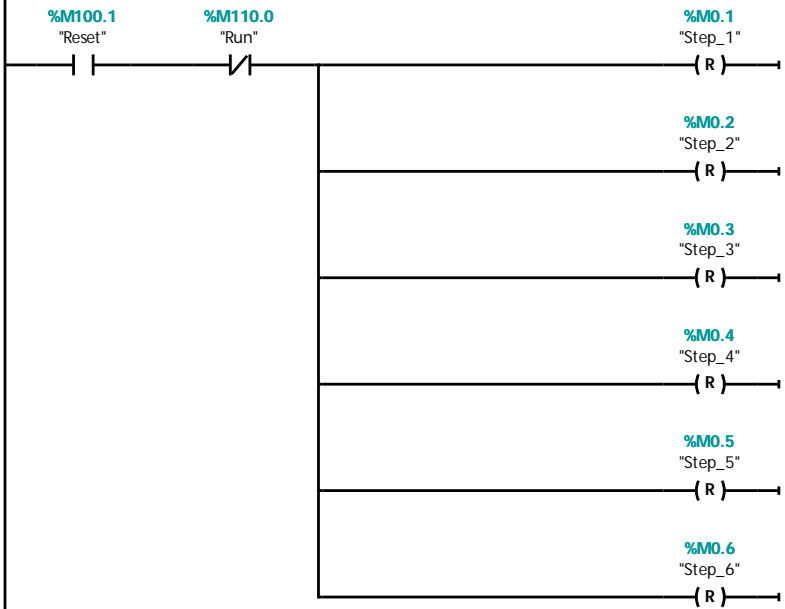 %M100.1 %M110.0 %M0.1
"Reset" "Run" "Step_1"
( R )
%M0.2
"Step_2"
( R )
%M0.3
"Step_3"
( R )
%M0.4
"Step_4"
( R )
%M0.5
"Step_5"
( R )
%M0.6
"Step_6"
( R )